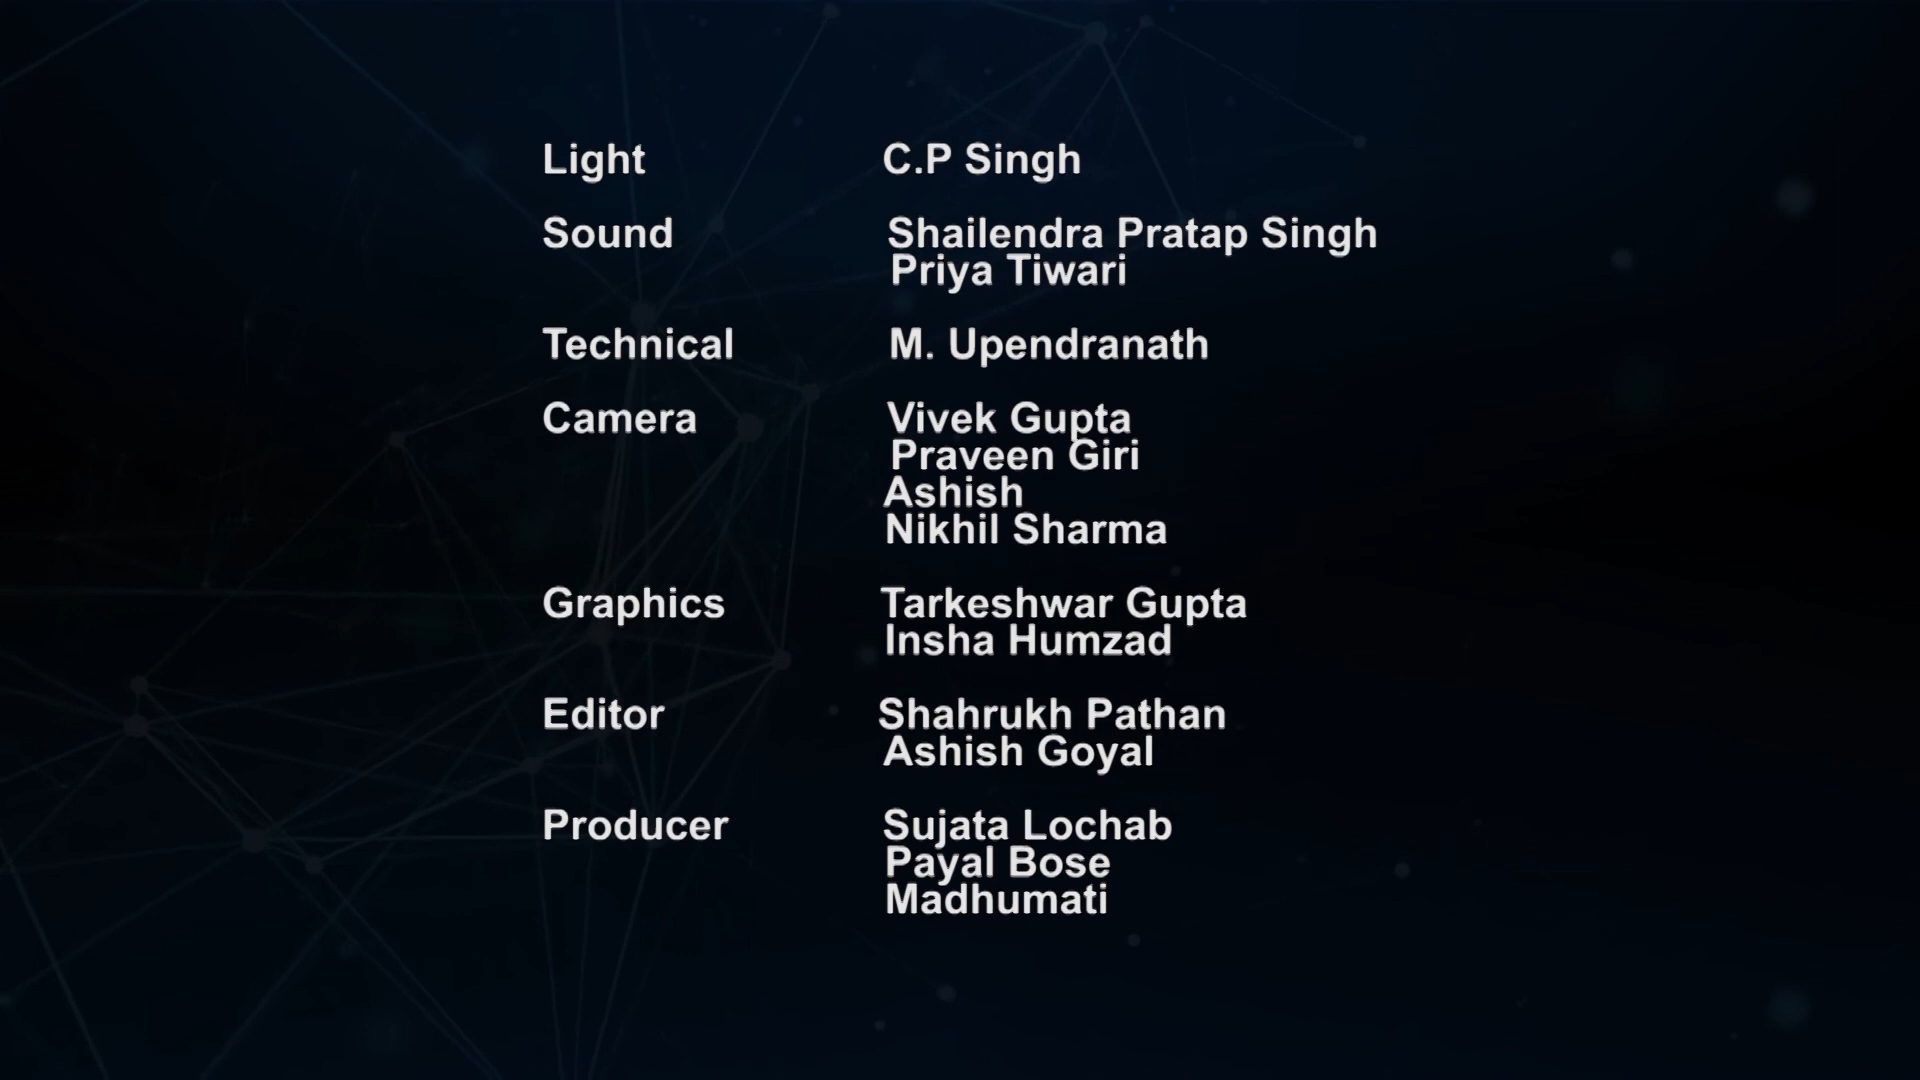 Light C.P Singh
Sound Shailendra Pratap Singh
Priya Tiwari
Technical M. Upendranath
Camera Vivek Gupta
Praveen Giri
Ashish
Nikhil Sharma
Graphics Tarkeshwar Gupta
Insha Humzad
Editor Shahrukh Pathan
Ashish Goyal
Producer Sujata Lochab
Payal Bose
Madhumati